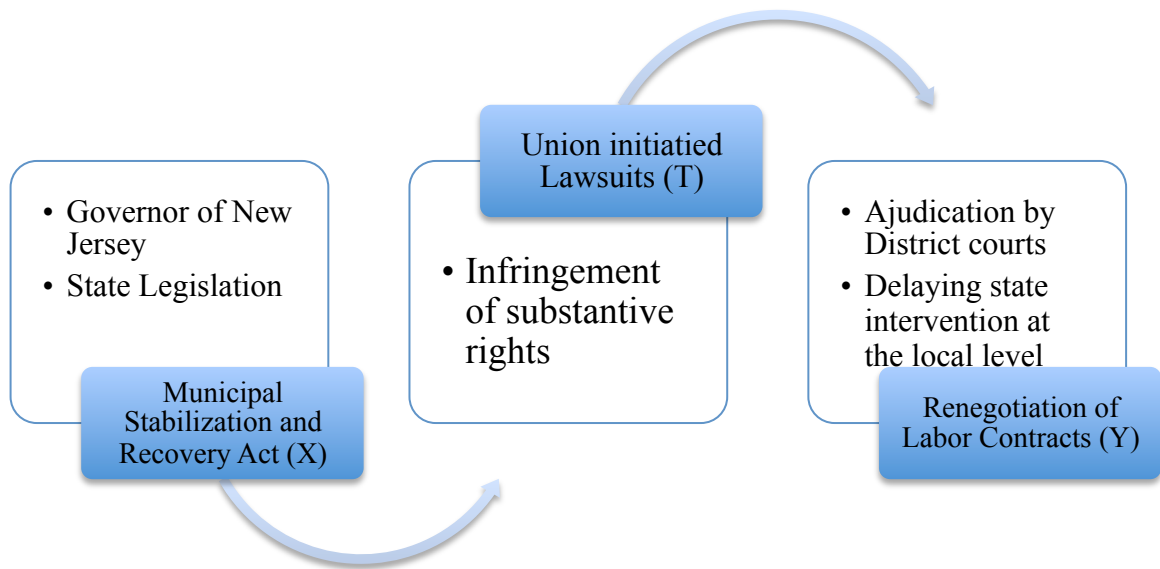 • Governor of New
Jersey
• State Legislation
Municipal
Stabilization and
Recovery Act (X)
Union initiatied
Lawsuits (T)
• Infringement
of substantive
rights
• Ajudication by
District courts
• Delaying state
intervention at
the local level
Renegotiation of
Labor Contracts (Y)